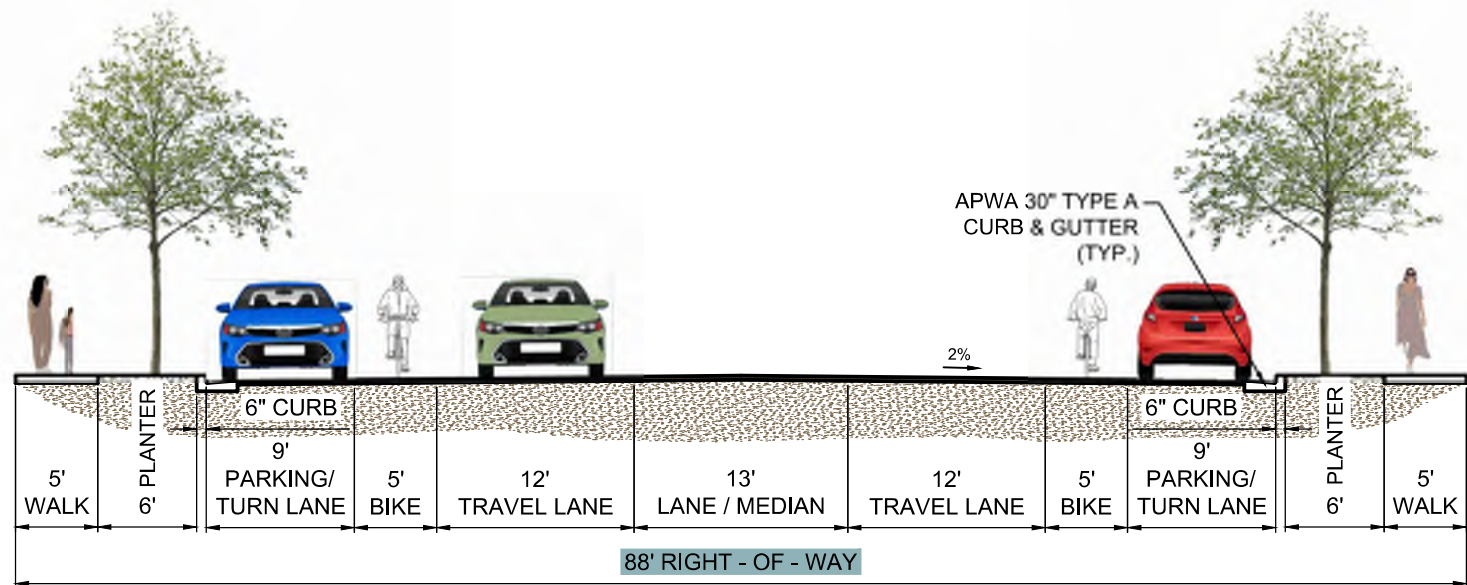 APWA 30" TYPE A
CURB & GUTTER
(TYP.)
2%
6" CURB
6" CURB
5'
WALK
6' PLANTER
9'
PARKING/
TURN LANE
5'
BIKE
12'
TRAVEL LANE
13'
LANE / MEDIAN
12'
TRAVEL LANE
5'
BIKE
9'
PARKING/
TURN LANE
6' PLANTER
5'
WALK
88' RIGHT - OF - WAY